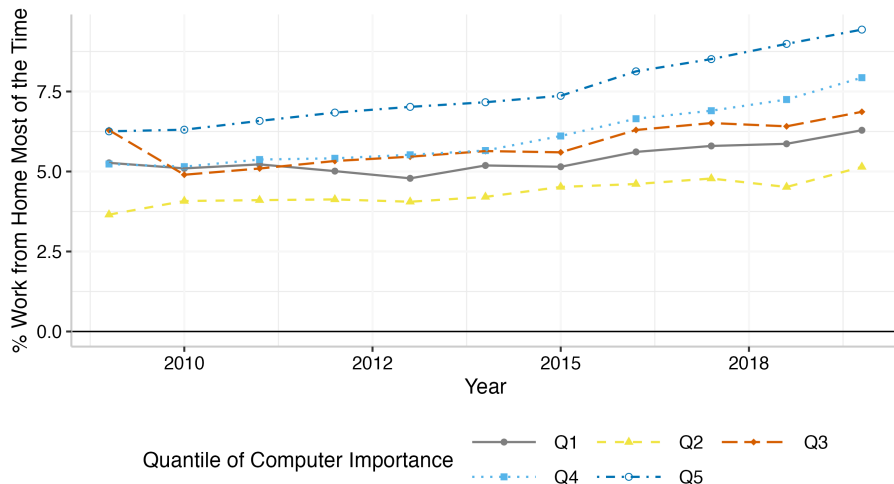 % Work from Home Most of the Time
7.5
5.0
2.5
0.0
2010 2012 2015 2018
Year
Quantile of Computer Importance
Q1 Q2 Q3
Q4 Q5